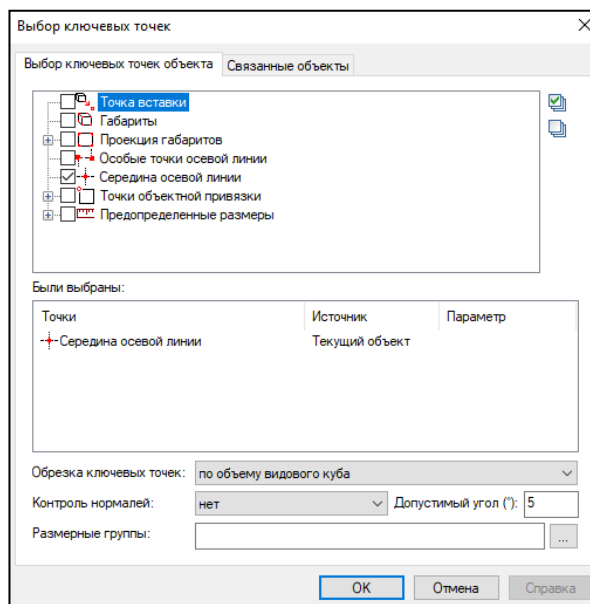 Выбор ключевых точек
Выбор ключевых точек объекта Связанные объекты
Точка вставки
Габариты
Проекция габаритов
Особые точки осевой линии
Середина осевой линии
Точки объектной привязки
Предопределенные размеры
Были выбраны:
Точки Источник Параметр
Середина осевой линии Текущий объект
Обрезка ключевых точек: по объему видового куба
Контроль нормалей: нет Допустимый угол (°): 5
Размерные группы: ...
OK Отмена Справка